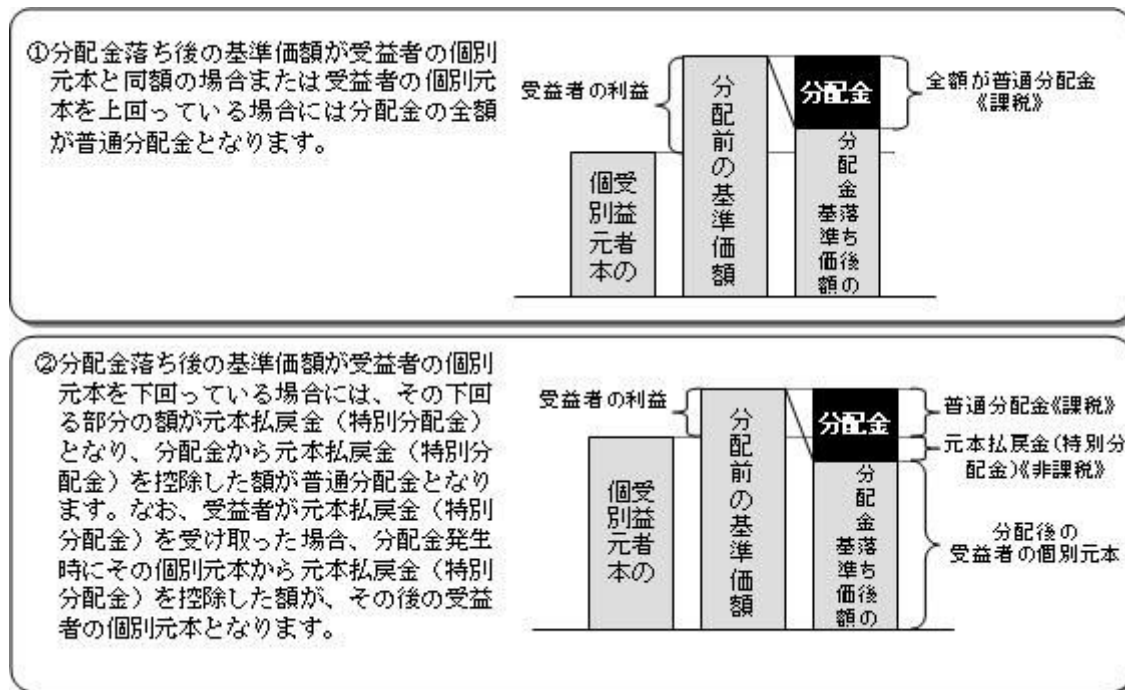 ①分配金落ち後の基準価額が受益者の個別
元本と同額の場合または受益者の個別元
本を上回っている場合には分配金の全額
が普通分配金となります。
受益者の利益
受益者の
個別元本
分配前の基準価額
分配金
分配金落ち後の
基準価額
全額が普通分配金
《課税》
②分配金落ち後の基準価額が受益者の個別
元本を下回っている場合には、その下回
る部分の額が元本払戻金（特別分配金）
となり、分配金から元本払戻金（特別分
配金）を控除した額が普通分配金となり
ます。なお、受益者が元本払戻金（特別
分配金）を受け取った場合、分配金発生
時にその個別元本から元本払戻金（特別
分配金）を控除した額が、その後の受益
者の個別元本となります。
受益者の利益
受益者の
個別元本
分配前の基準価額
分配金
分配金落ち後の
基準価額
普通分配金《課税》
元本払戻金(特別分
配金)《非課税》
分配後の
受益者の個別元本